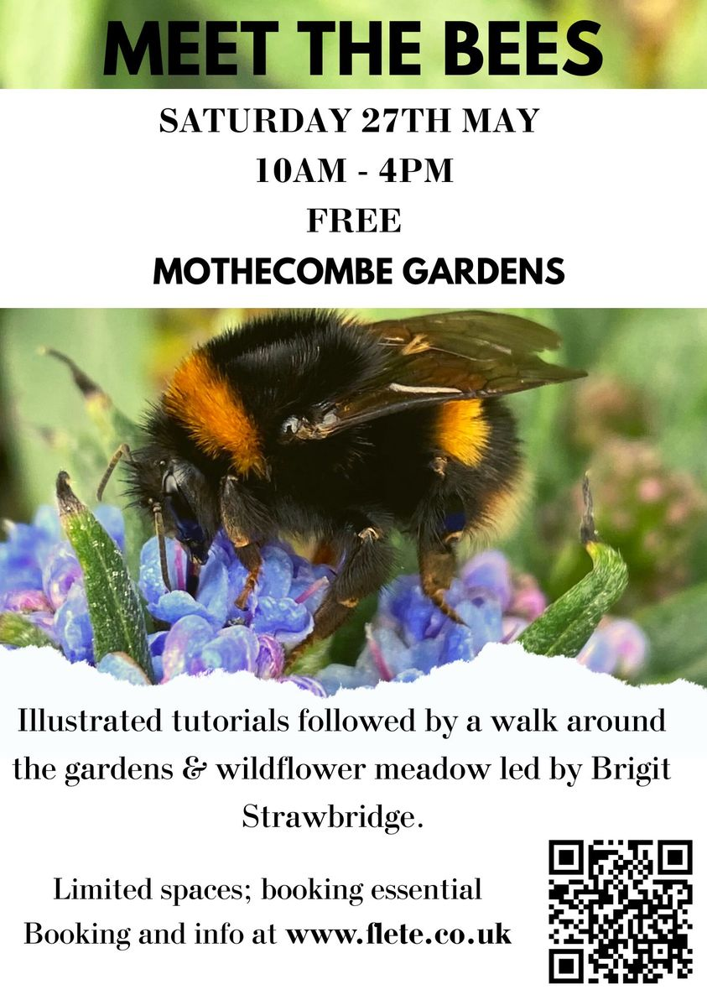 MEET THE BEES
SATURDAY 27TH MAY
10AM - 4PM
FREE
MOTHECOMBE GARDENS
Illustrated tutorials followed by a walk around
the gardens & wildflower meadow led by Brigit
Strawbridge.
Limited spaces; booking essential
Booking and info at www.flete.co.uk